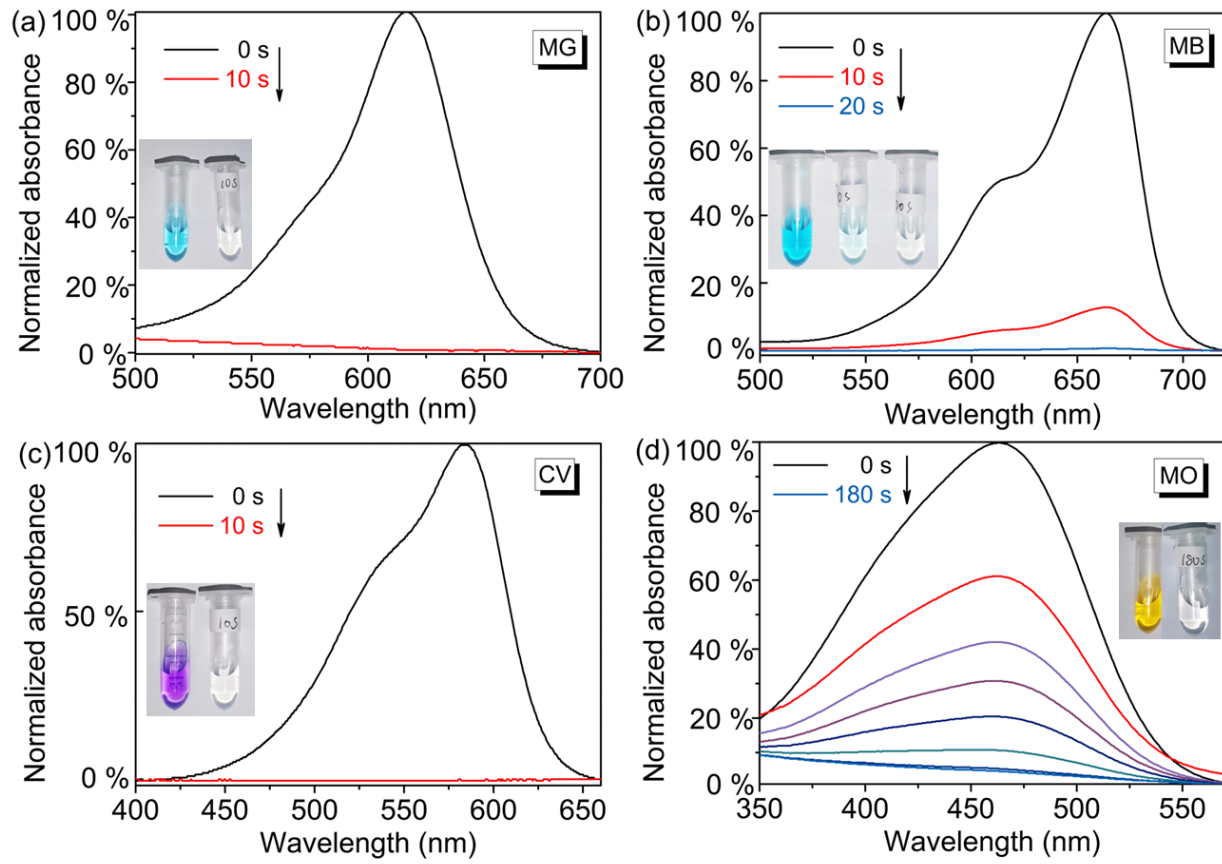 (a)
MG
0 s
10 s
10S
Normalized absorbance
100 %
80 %
60 %
40 %
20 %
0 %
500 550 600 650 700
Wavelength (nm)
(b)
MB
0 s
10 s
20 s
Normalized absorbance
100 %
80 %
60 %
40 %
20 %
0 %
500 550 600 650 700
Wavelength (nm)
(c)
CV
0 s
10 s
10S
Normalized absorbance
100 %
50 %
0 %
400 450 500 550 600 650
Wavelength (nm)
(d)
MO
0 s
180 s
180S
Normalized absorbance
100 %
80 %
60 %
40 %
20 %
0 %
350 400 450 500 550
Wavelength (nm)